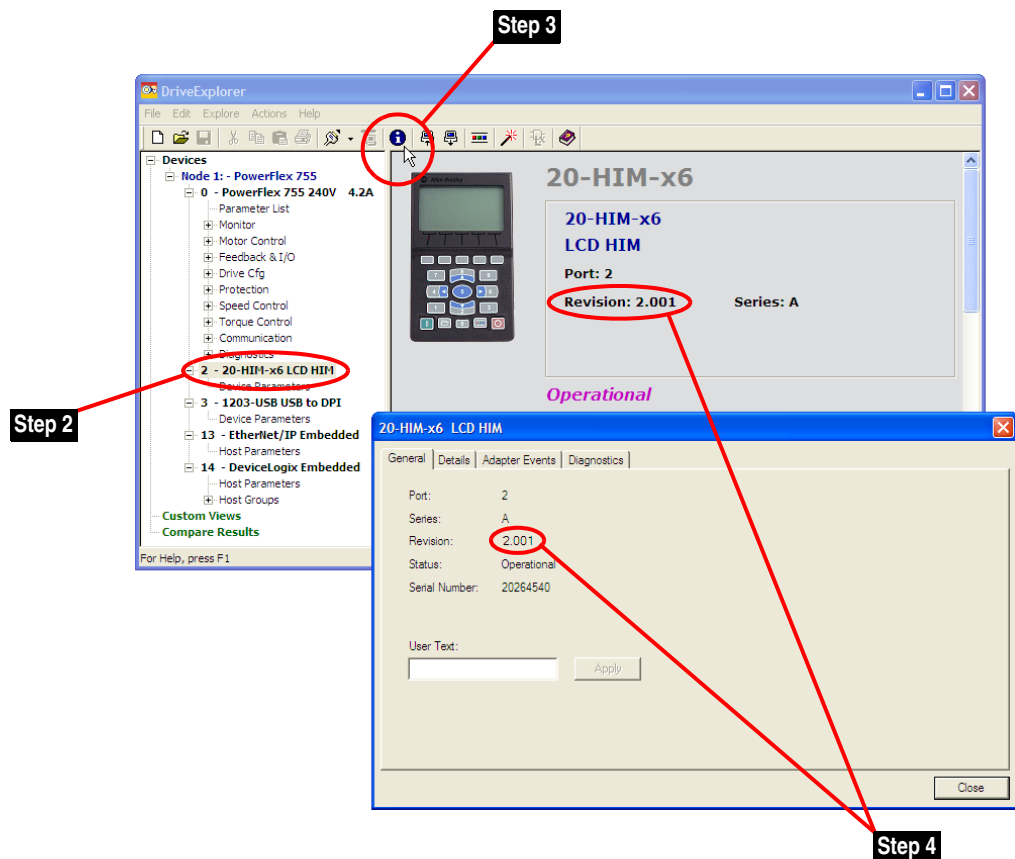 Step 3
DriveExplorer
File Edit Explore Actions Help
Devices
Node 1: - PowerFlex 755
0 - PowerFlex 755 240V 4.2A
Parameter List
Monitor
Motor Control
Feedback & I/O
Drive Cfg
Protection
Speed Control
Torque Control
Communication
Diagnostics
2 - 20-HIM-x6 LCD HIM
Device Parameters
3 - 1203-USB USB to DPI
Device Parameters
13 - EtherNet/IP Embedded
Host Parameters
14 - DeviceLogix Embedded
Host Parameters
Host Groups
Custom Views
Compare Results
For Help, press F1
20-HIM-x6
20-HIM-x6
LCD HIM
Port: 2
Revision: 2.001 Series: A
Operational
Step 2
20-HIM-x6 LCD HIM
General Details Adapter Events Diagnostics
Port: 2
Series: A
Revision: 2.001
Status: Operational
Serial Number: 20264540
User Text:
Apply
Close
Step 4